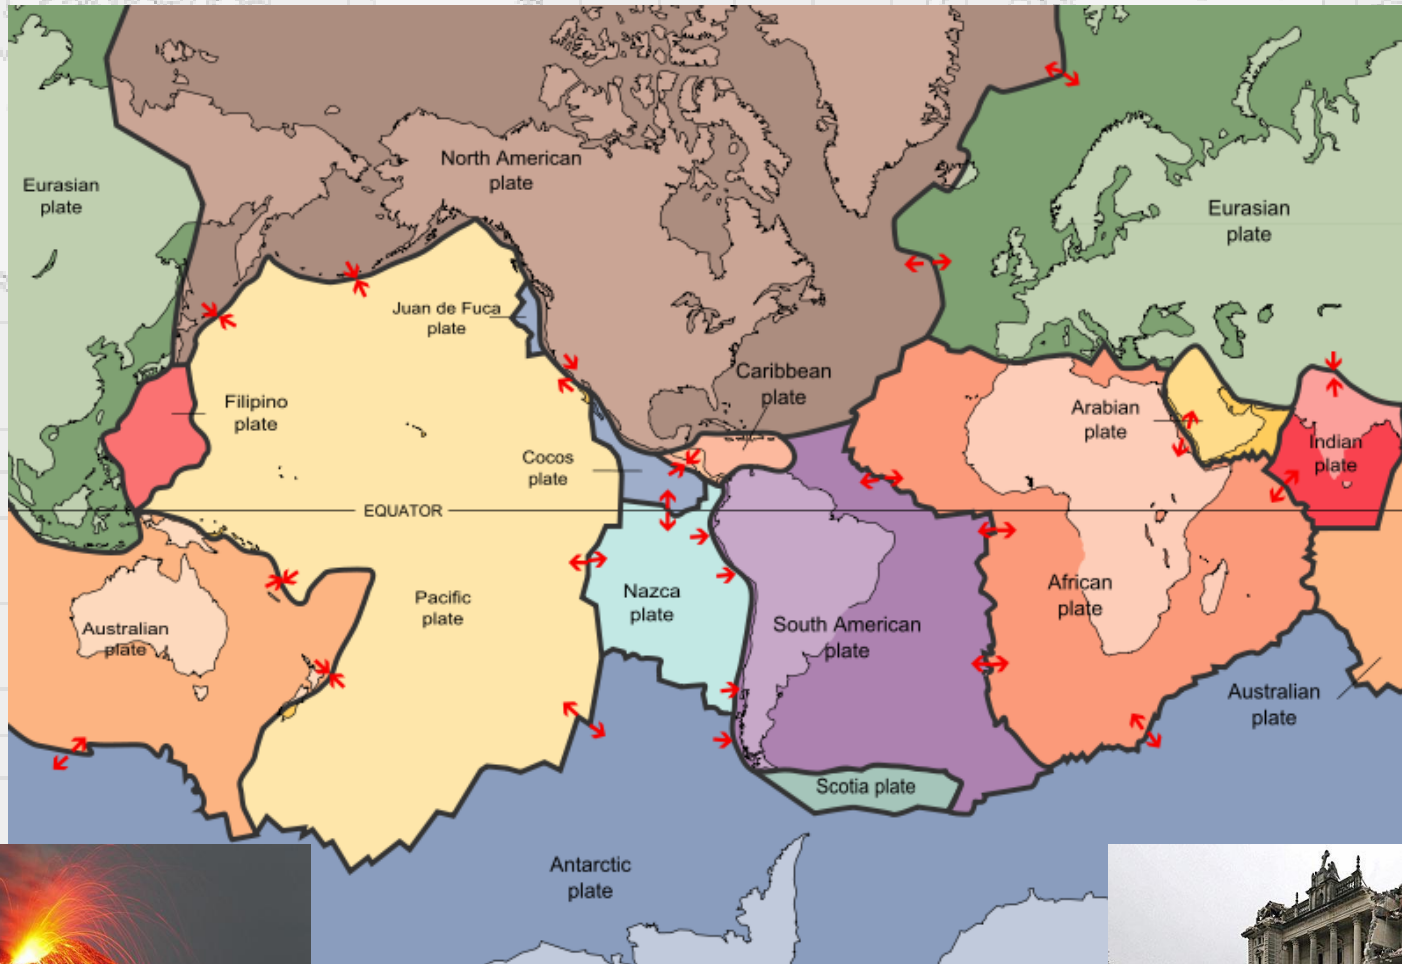 North American
plate
Eurasian
plate
Eurasian
plate
Juan de Fuca
plate
Caribbean
plate
Filipino
plate
Arabian
plate
Indian
plate
Cocos
plate
EQUATOR
Pacific
plate
Nazca
plate
African
plate
Australian
plate
South American
plate
Australian
plate
Scotia plate
Antarctic
plate